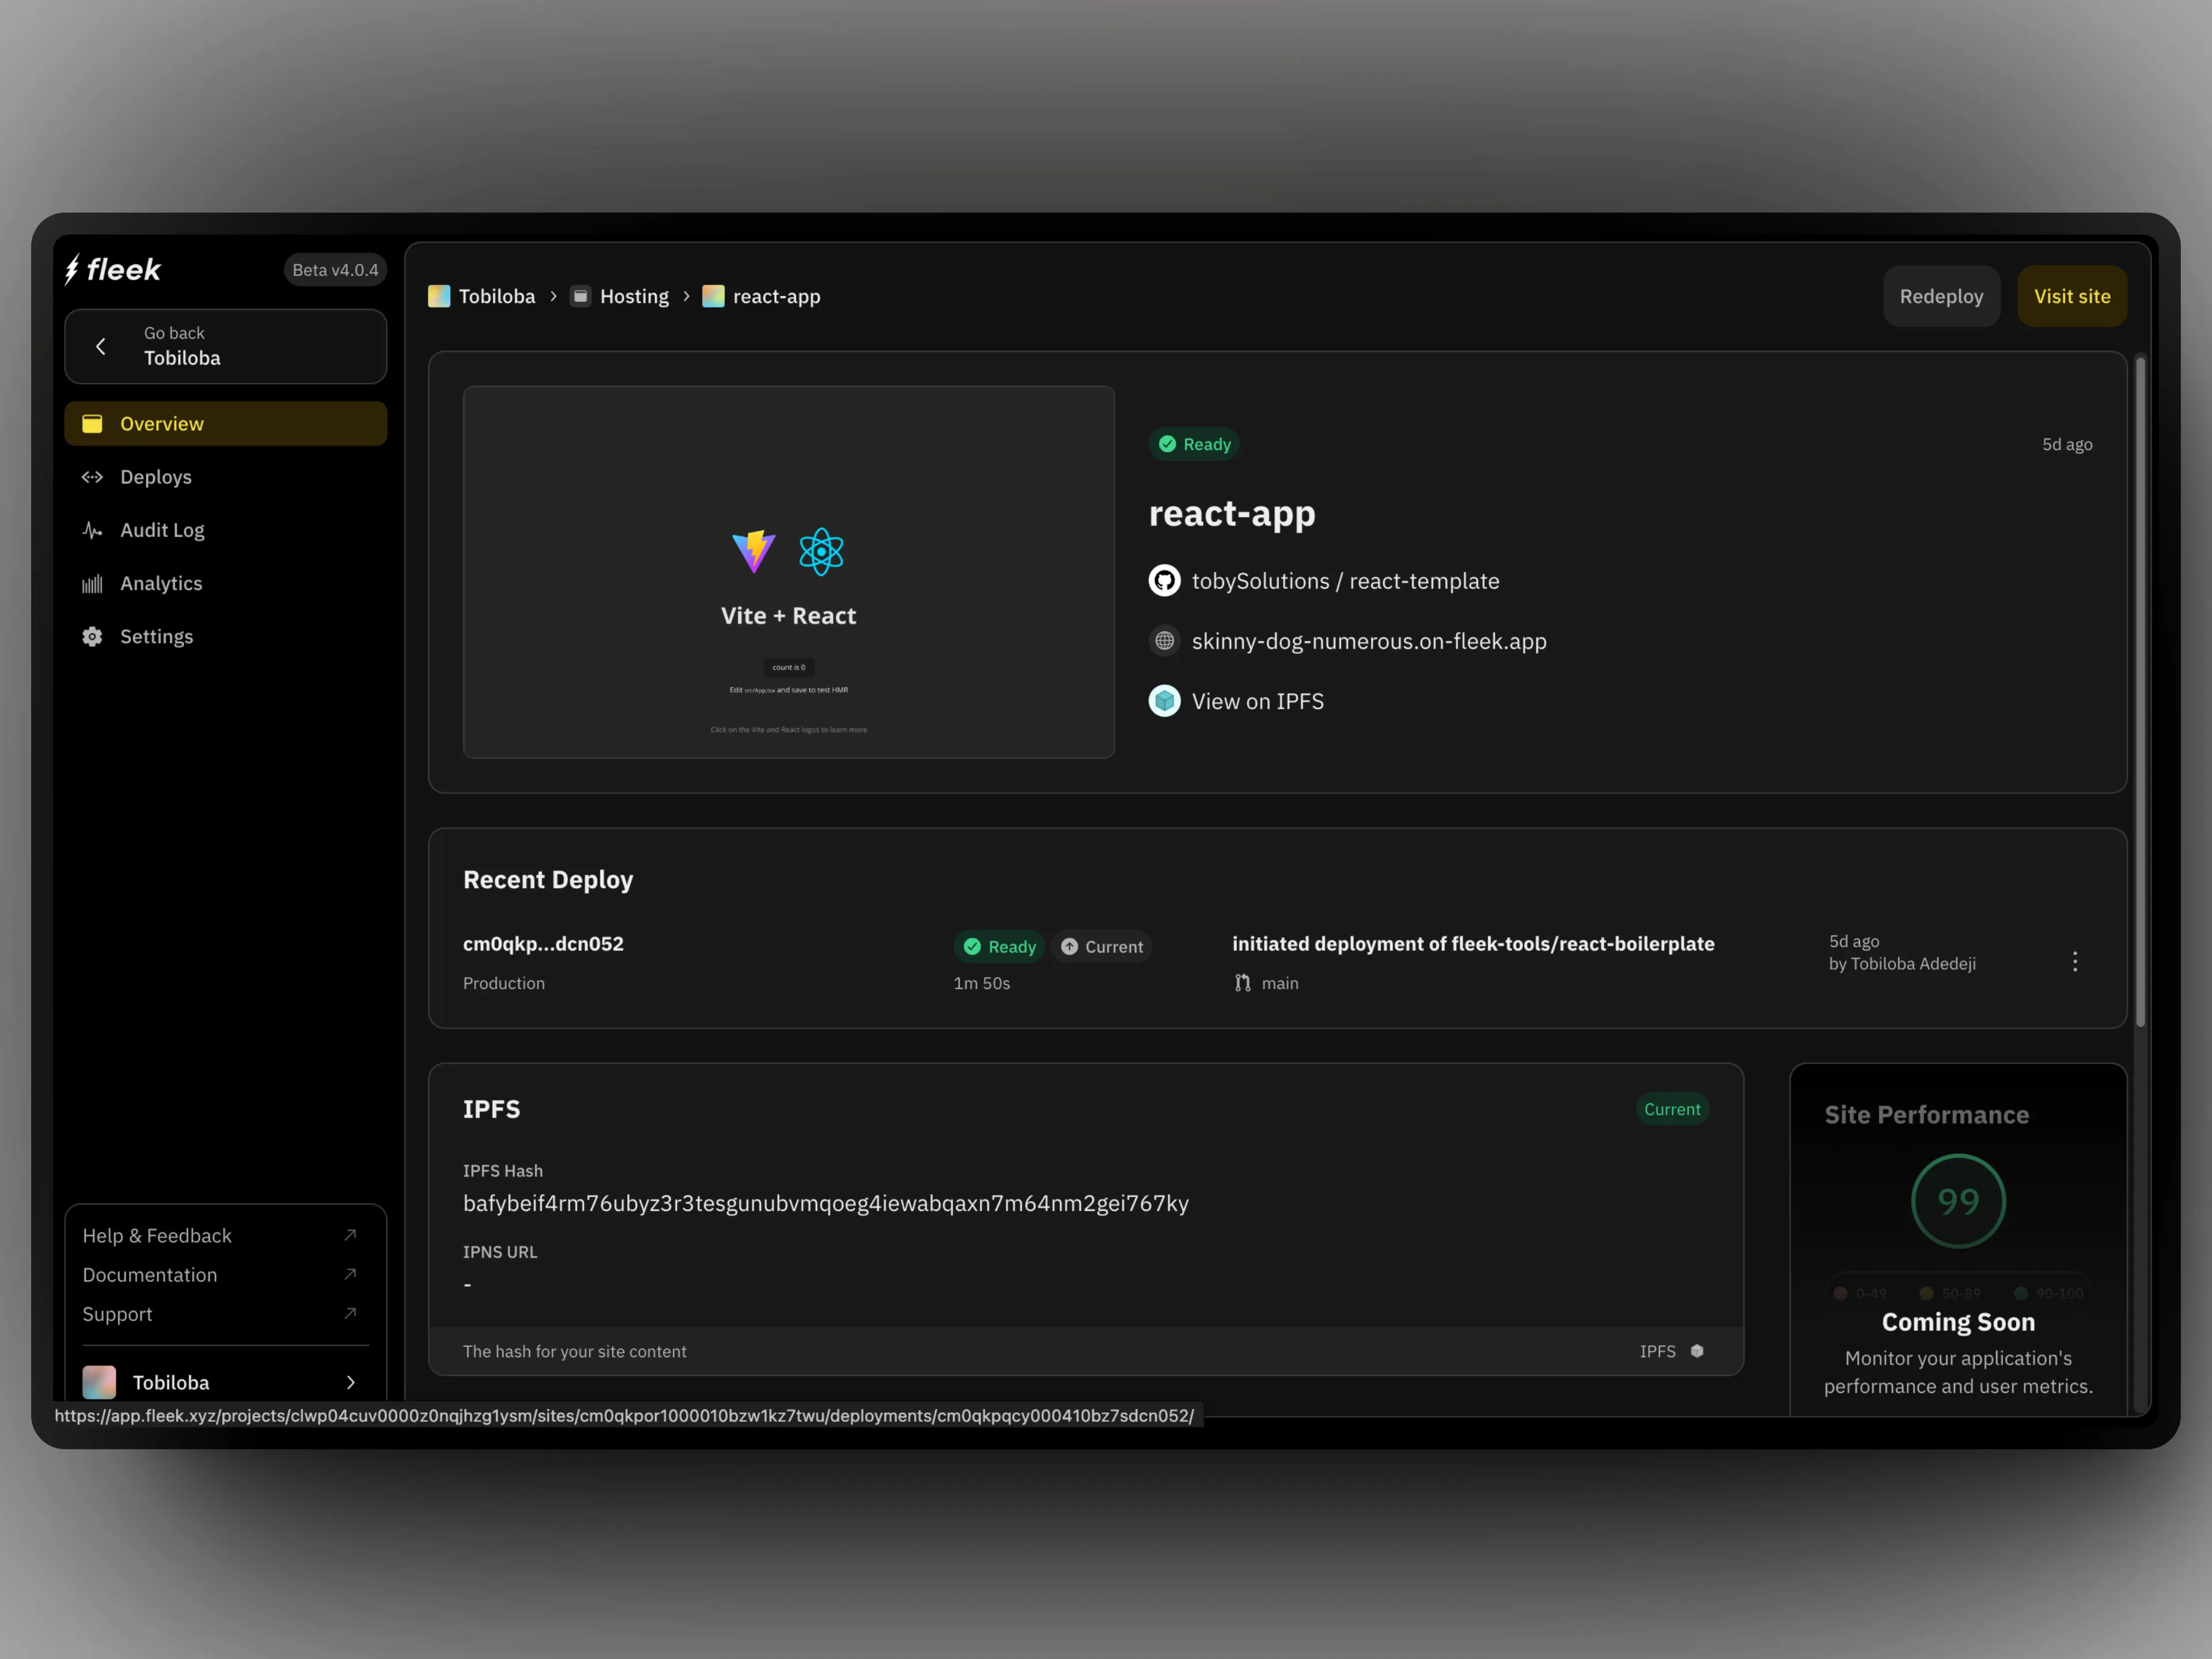 fleek
Beta v4.0.4
Go back
Tobiloba
Overview
Deploys
Audit Log
Analytics
Settings
Help & Feedback
Documentation
Support
Tobiloba
Tobiloba > Hosting > react-app
Redeploy
Visit site
Vite + React
count is 0
Edit src/App.tsx and save to test HMR
Click on the Vite and React logos to learn more
Ready
5d ago
react-app
tobySolutions / react-template
skinny-dog-numerous.on-fleek.app
View on IPFS
Recent Deploy
cm0qkp...dcn052
Production
Ready
Current
1m 50s
initiated deployment of fleek-tools/react-boilerplate
main
5d ago
by Tobiloba Adedeji
IPFS
Current
IPFS Hash
bafybeif4rm76ubyz3r3tesgunubvmqoeg4iewabqaxn7m64nm2gei767ky
IPNS URL
-
The hash for your site content
IPFS
Site Performance
99
0-49
50-89
90-100
Coming Soon
Monitor your application's
performance and user metrics.
https://app.fleek.xyz/projects/clwp04cuv0000z0nqjhzg1ysm/sites/cm0qkpor1000010bzw1kz7twu/deployments/cm0qkpqcy000410bz7sdcn052/